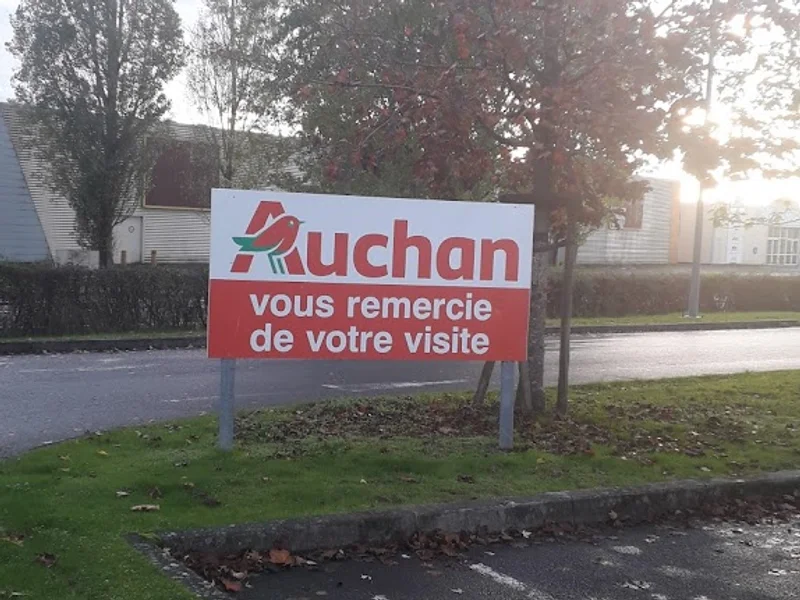 Auchan
vous remercie
de votre visite